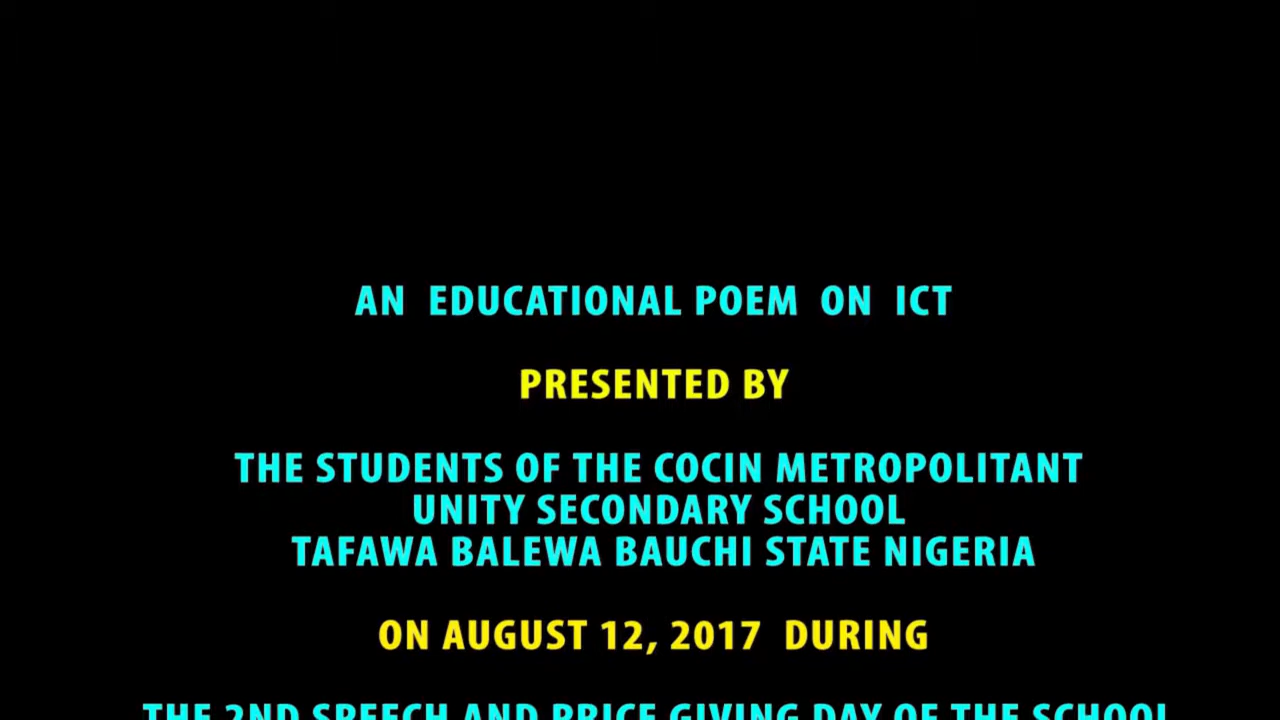 AN EDUCATIONAL POEM ON ICT
PRESENTED BY
THE STUDENTS OF THE COCIN METROPOLITANT
UNITY SECONDARY SCHOOL
TAFAWA BALEWA BAUCHI STATE NIGERIA
ON AUGUST 12, 2017 DURING
THE 2ND SPEECH AND PRICE GIVING DAY OF THE SCHOOL